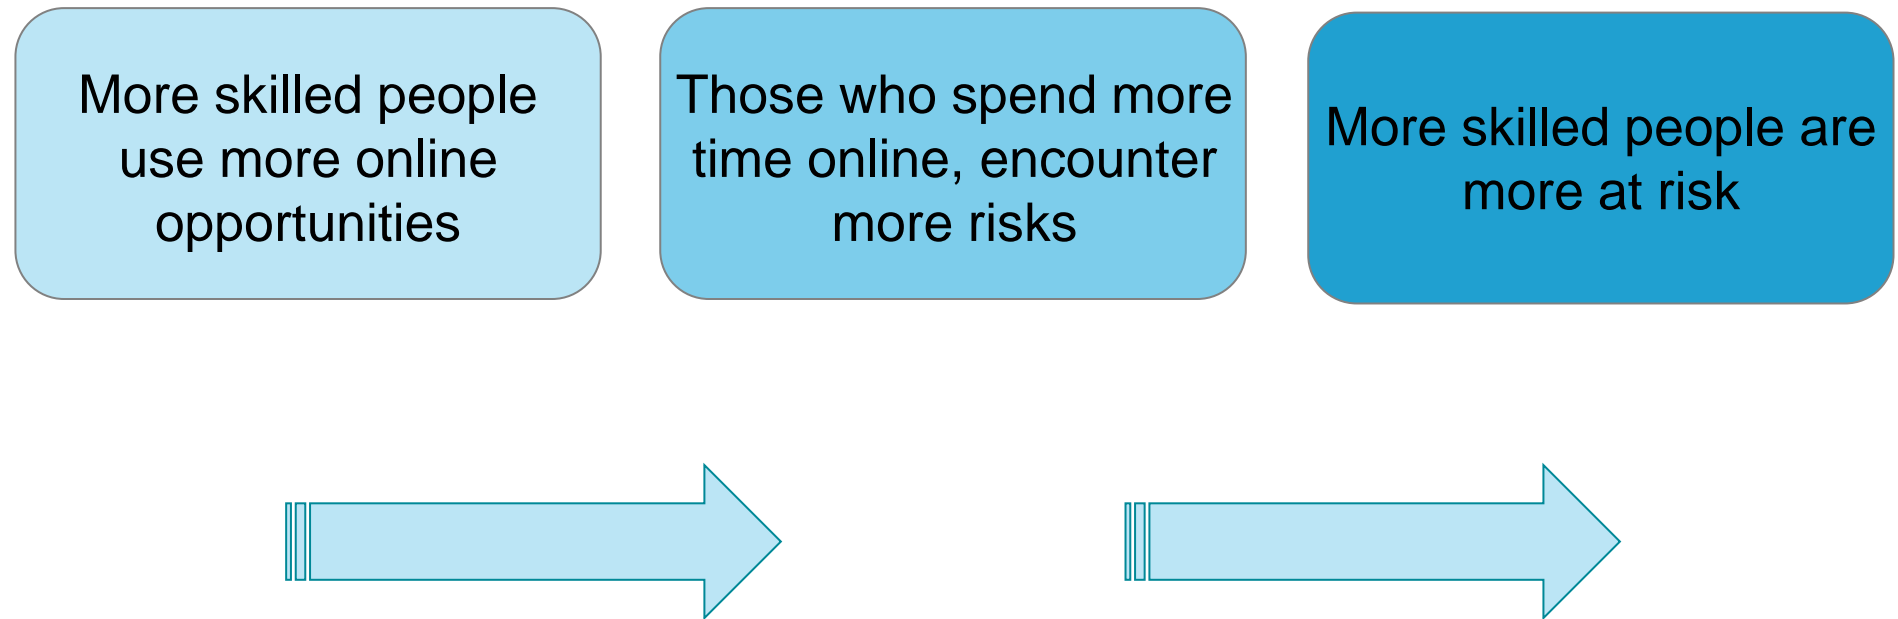 More skilled people
use more online
opportunities
Those who spend more
time online, encounter
more risks
More skilled people are
more at risk